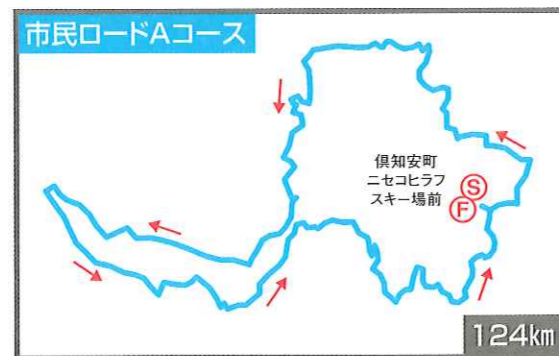 市民ロードAコース
倶知安町
ニセコヒラフ
スキー場前
S
F
124km